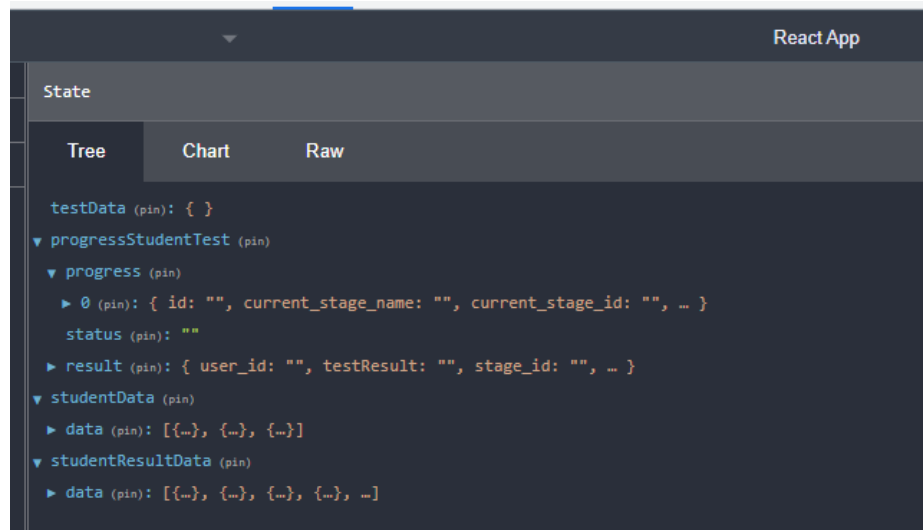 React App
State
Tree Chart Raw
testData (pin): { }
▼ progressStudentTest (pin)
▼ progress (pin)
▶ 0 (pin): { id: "", current_stage_name: "", current_stage_id: "", … }
status (pin): ""
▶ result (pin): { user_id: "", testResult: "", stage_id: "", … }
▼ studentData (pin)
▶ data (pin): [{…}, {…}, {…}]
▼ studentResultData (pin)
▶ data (pin): [{…}, {…}, {…}, {…}, …]